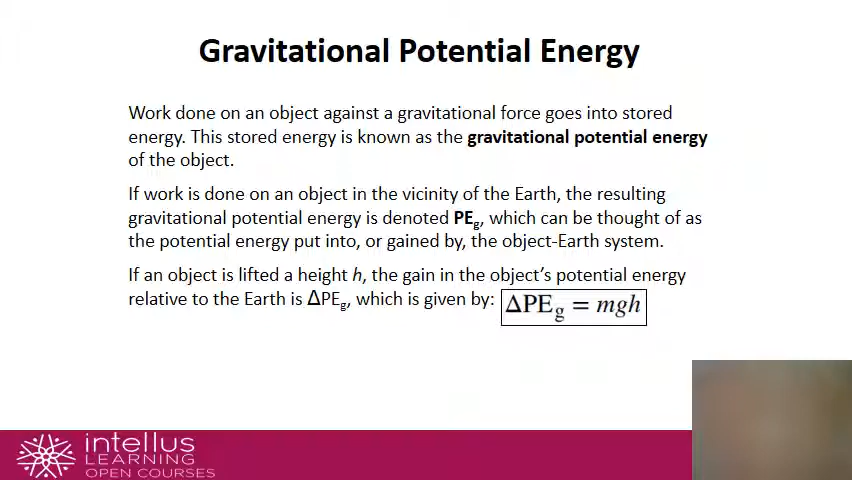 Gravitational Potential Energy
Work done on an object against a gravitational force goes into stored
energy. This stored energy is known as the gravitational potential energy
of the object.
If work is done on an object in the vicinity of the Earth, the resulting
gravitational potential energy is denoted PEg, which can be thought of as
the potential energy put into, or gained by, the object-Earth system.
If an object is lifted a height h, the gain in the object’s potential energy
relative to the Earth is ΔPEg, which is given by: ΔPEg = mgh
intellus
LEARNING
OPEN COURSES